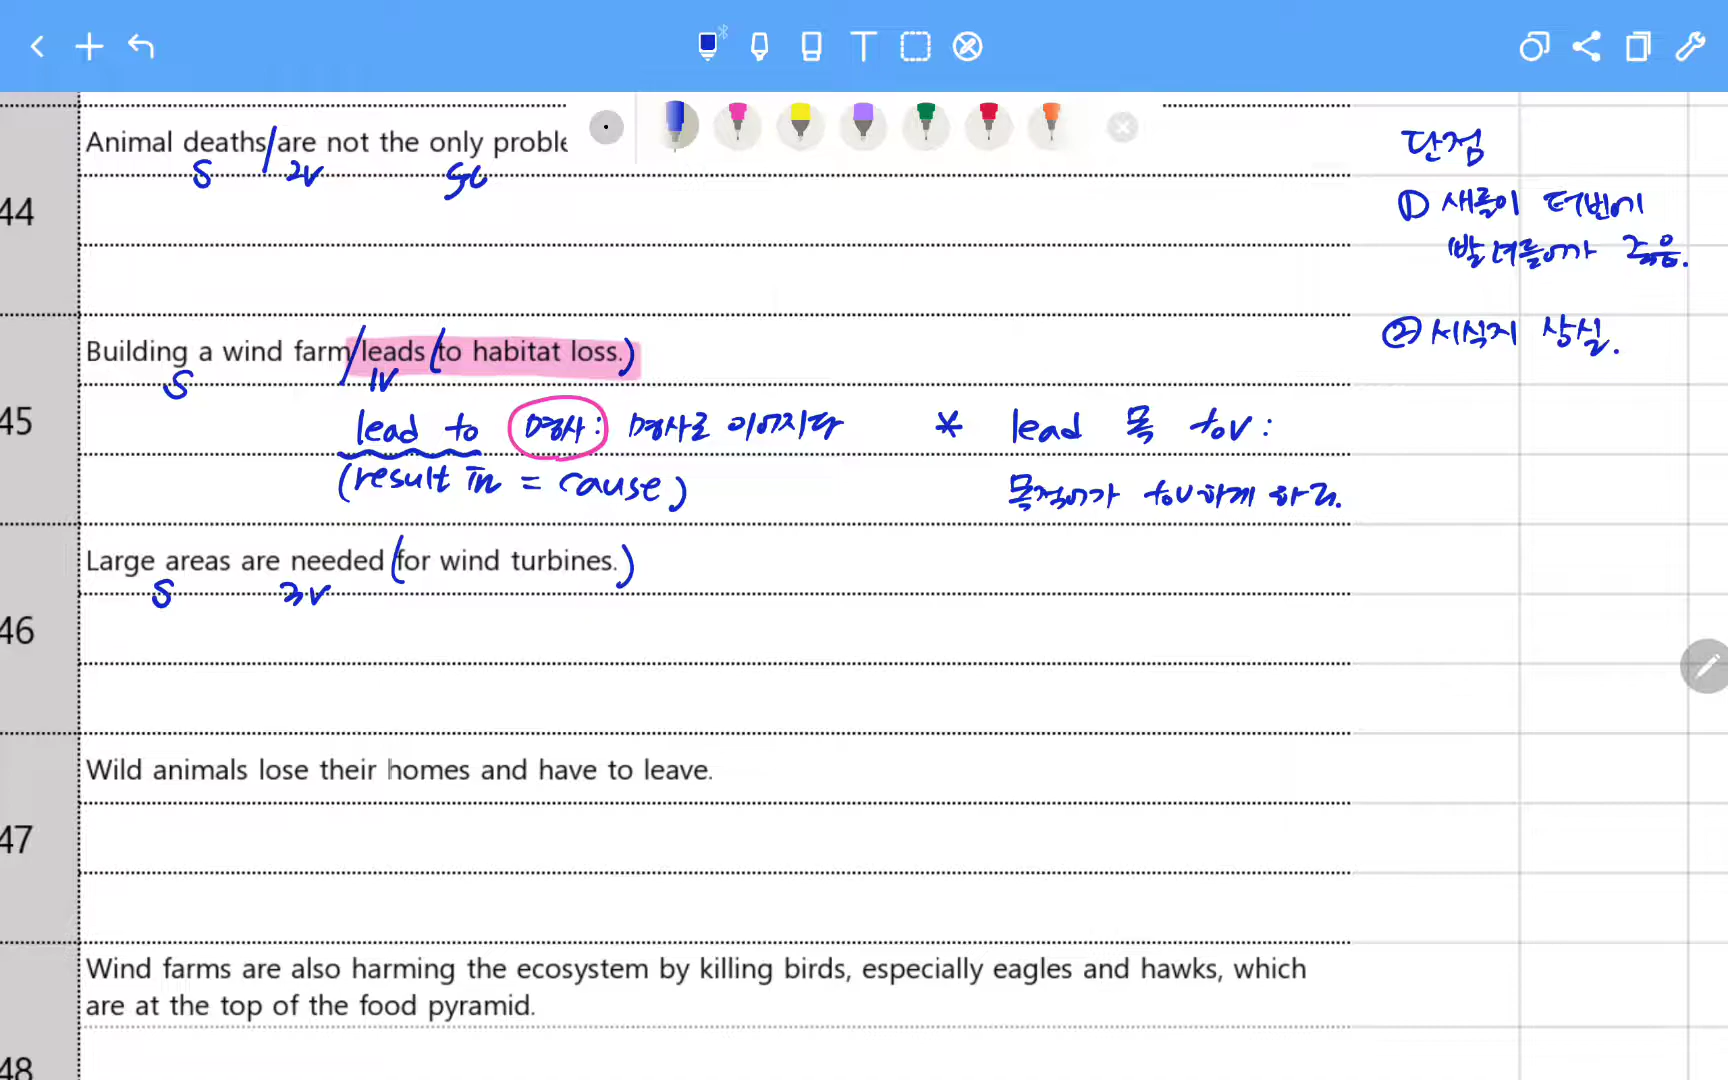 Animal deaths/are not the only proble
S 2V SC
44
단점
① 새들이 터빈에
빨려들어가 죽음.
② 서식지 상실.
Building a wind farm/leads (to habitat loss.)
S 1V
45
lead to 명사: 명사로 이어지다 * lead 목 toV:
(result in = cause) 목적어가 toV하게 하다.
Large areas are needed (for wind turbines.)
S 3V
46
Wild animals lose their homes and have to leave.
47
Wind farms are also harming the ecosystem by killing birds, especially eagles and hawks, which
are at the top of the food pyramid.
48